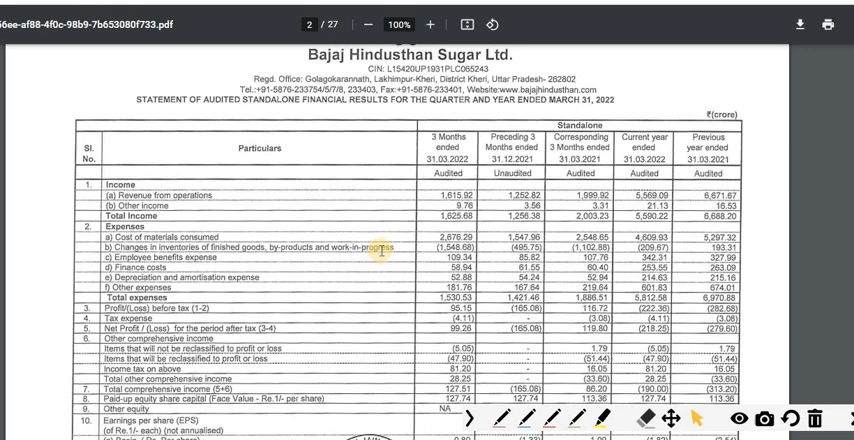 56ee-af88-4f0c-98b9-7b653080f733.pdf 2 / 27 — 100% +
Bajaj Hindusthan Sugar Ltd.
CIN: L15420UP1931PLC065243
Regd. Office: Golagokarannath, Lakhimpur-Kheri, District Kheri, Uttar Pradesh- 262802
Tel.:+91-5876-233754/5/7/8, 233403, Fax:+91-5876-233401, Website:www.bajajhindusthan.com
STATEMENT OF AUDITED STANDALONE FINANCIAL RESULTS FOR THE QUARTER AND YEAR ENDED MARCH 31, 2022
₹(crore)
Standalone
Sl. No. Particulars 3 Months ended 31.03.2022 Preceding 3 Months ended 31.12.2021 Corresponding 3 Months ended 31.03.2021 Current year ended 31.03.2022 Previous year ended 31.03.2021
Audited Unaudited Audited Audited Audited
1. Income
(a) Revenue from operations 1,615.92 1,252.82 1,999.92 5,569.09 6,671.67
(b) Other income 9.76 3.56 3.31 21.13 16.53
Total Income 1,625.68 1,256.38 2,003.23 5,590.22 6,688.20
2. Expenses
a) Cost of materials consumed 2,676.29 1,547.96 2,548.65 4,609.93 5,297.32
b) Changes in inventories of finished goods, by-products and work-in-progress (1,548.68) (495.75) (1,102.88) (209.67) 193.31
c) Employee benefits expense 109.34 85.82 107.76 342.31 327.99
d) Finance costs 58.94 61.55 60.40 253.55 263.09
e) Depreciation and amortisation expense 52.88 54.24 52.94 214.63 215.16
f) Other expenses 181.76 167.64 219.64 601.83 674.01
Total expenses 1,530.53 1,421.46 1,886.51 5,812.58 6,970.88
3. Profit/(Loss) before tax (1-2) 95.15 (165.08) 116.72 (222.36) (282.68)
4. Tax expense (4.11) - (3.08) (4.11) (3.08)
5. Net Profit / (Loss) for the period after tax (3-4) 99.26 (165.08) 119.80 (218.25) (279.60)
6. Other comprehensive income
Items that will not be reclassified to profit or loss (5.05) - 1.79 (5.05) 1.79
Items that will be reclassified to profit or loss (47.90) - (51.44) (47.90) (51.44)
Income tax on above 81.20 16.05 81.20 16.05
Total other comprehensive income 28.25 - (33.60) 28.25 (33.60)
7. Total comprehensive income (5+6) 127.51 (165.08) 86.20 (190.00) (313.20)
8. Paid-up equity share capital (Face Value - Re.1/- per share) 127.74 127.74 113.36 127.74 113.36
9. Other equity NA
10. Earnings per share (EPS)
(of Re.1/- each) (not annualised)